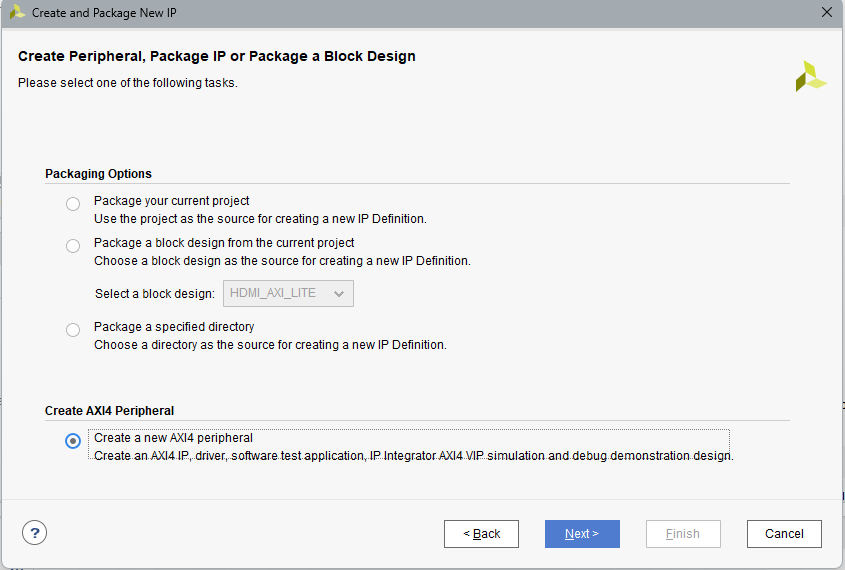 Create and Package New IP
Create Peripheral, Package IP or Package a Block Design
Please select one of the following tasks.
Packaging Options
Package your current project
Use the project as the source for creating a new IP Definition.
Package a block design from the current project
Choose a block design as the source for creating a new IP Definition.
Select a block design: HDMI_AXI_LITE
Package a specified directory
Choose a directory as the source for creating a new IP Definition.
Create AXI4 Peripheral
Create a new AXI4 peripheral
Create an AXI4 IP, driver, software test application, IP Integrator AXI4 VIP simulation and debug demonstration design.
? < Back Next > Finish Cancel